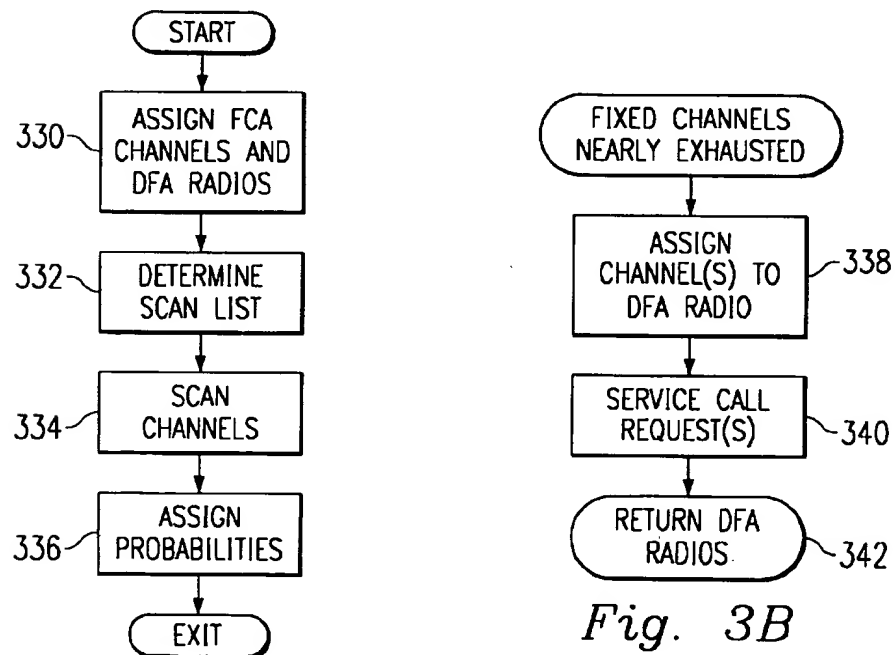 START
330
ASSIGN FCA
CHANNELS AND
DFA RADIOS
332
DETERMINE
SCAN LIST
334
SCAN
CHANNELS
336
ASSIGN
PROBABILITIES
EXIT
FIXED CHANNELS
NEARLY EXHAUSTED
ASSIGN
CHANNEL(S) TO
DFA RADIO
338
SERVICE CALL
REQUEST(S)
340
RETURN DFA
RADIOS
342
Fig. 3B